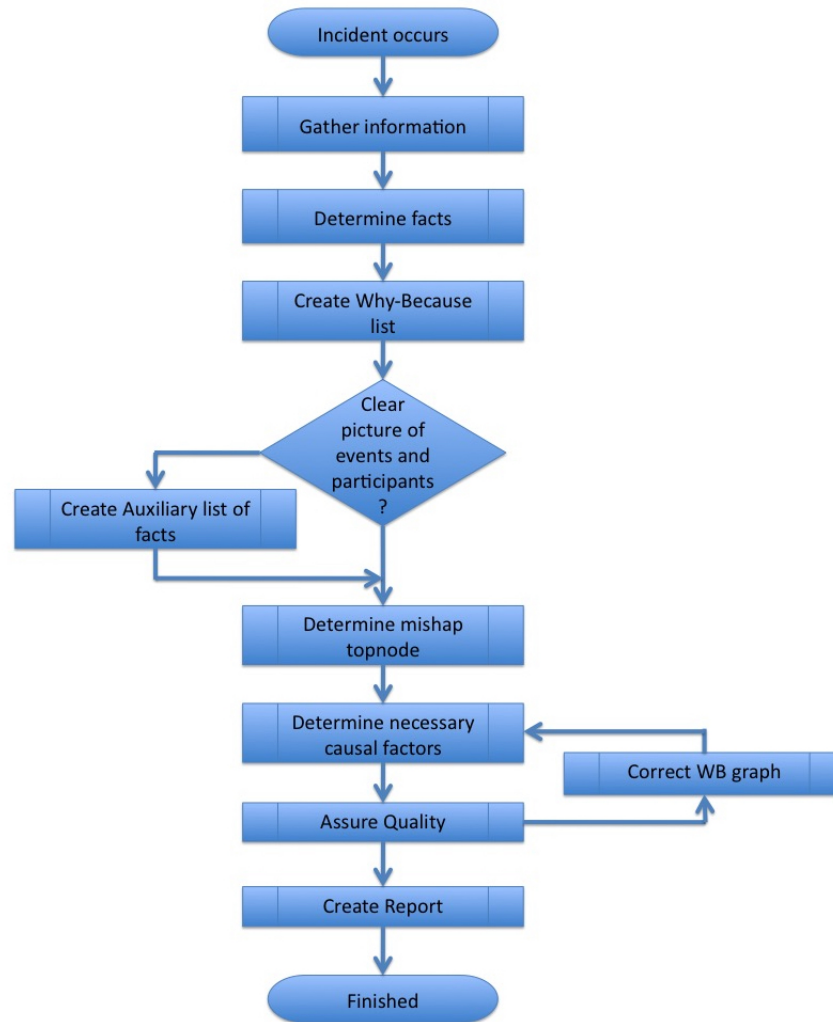 Incident occurs
Gather information
Determine facts
Create Why-Because
list
Clear
picture of
events and
participants
?
Create Auxiliary list of
facts
Determine mishap
topnode
Determine necessary
causal factors
Correct WB graph
Assure Quality
Create Report
Finished